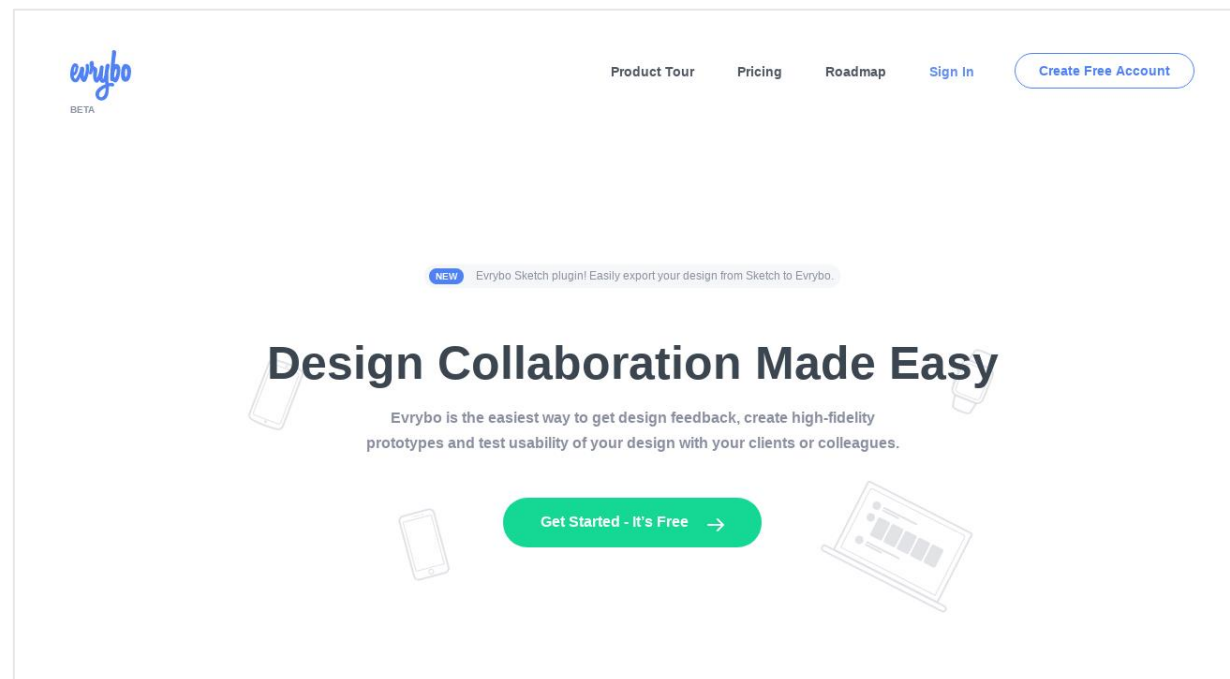 evrybo
BETA
Product Tour
Pricing
Roadmap
Sign In
Create Free Account
NEW Evrybo Sketch plugin! Easily export your design from Sketch to Evrybo.
Design Collaboration Made Easy
Evrybo is the easiest way to get design feedback, create high-fidelity
prototypes and test usability of your design with your clients or colleagues.
Get Started - It's Free